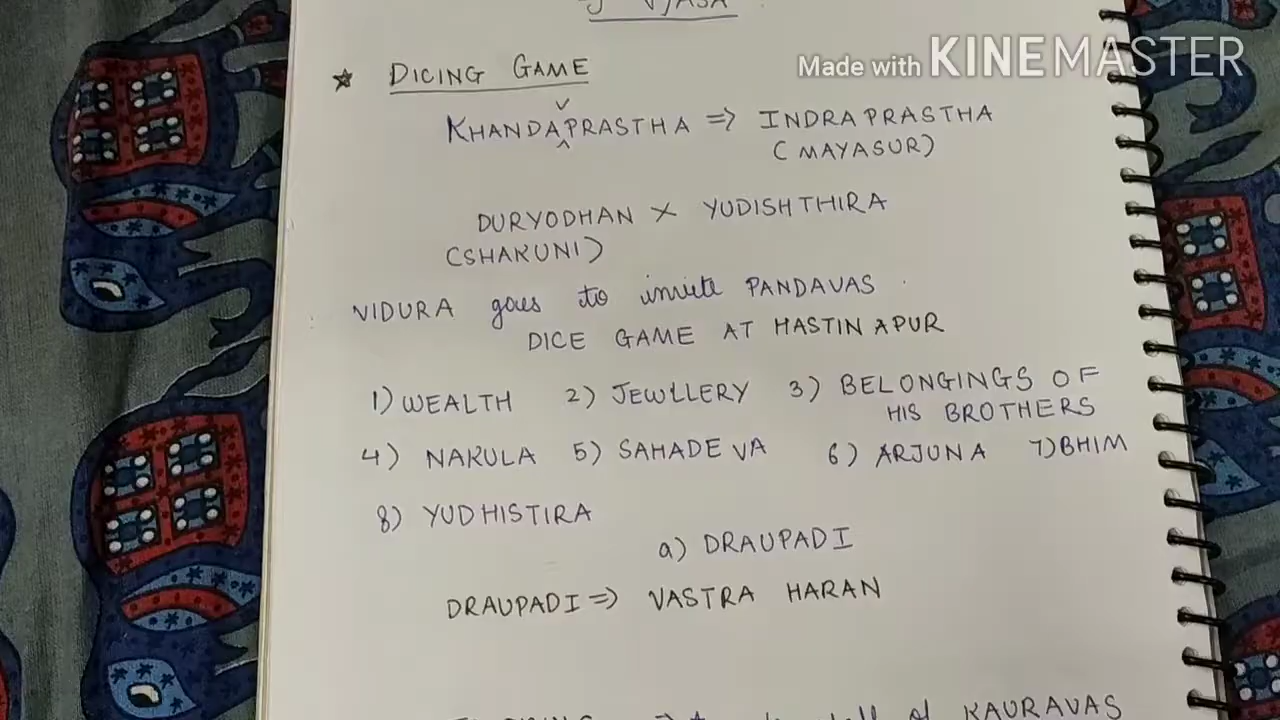 VYASA
Made with KINEMASTER
☆ DICING GAME
KHANDAPRASTHA ⇒ INDRAPRASTHA
(MAYASUR)
DURYODHAN X YUDISHTHIRA
(SHAKUNI)
VIDURA goes to invite PANDAVAS
DICE GAME AT HASTINAPUR
1) WEALTH 2) JEWLLERY 3) BELONGINGS OF
HIS BROTHERS
4) NAKULA 5) SAHADEVA 6) ARJUNA 7) BHIM
8) YUDHISTIRA
a) DRAUPADI
DRAUPADI ⇒ VASTRA HARAN
of KAURAVAS